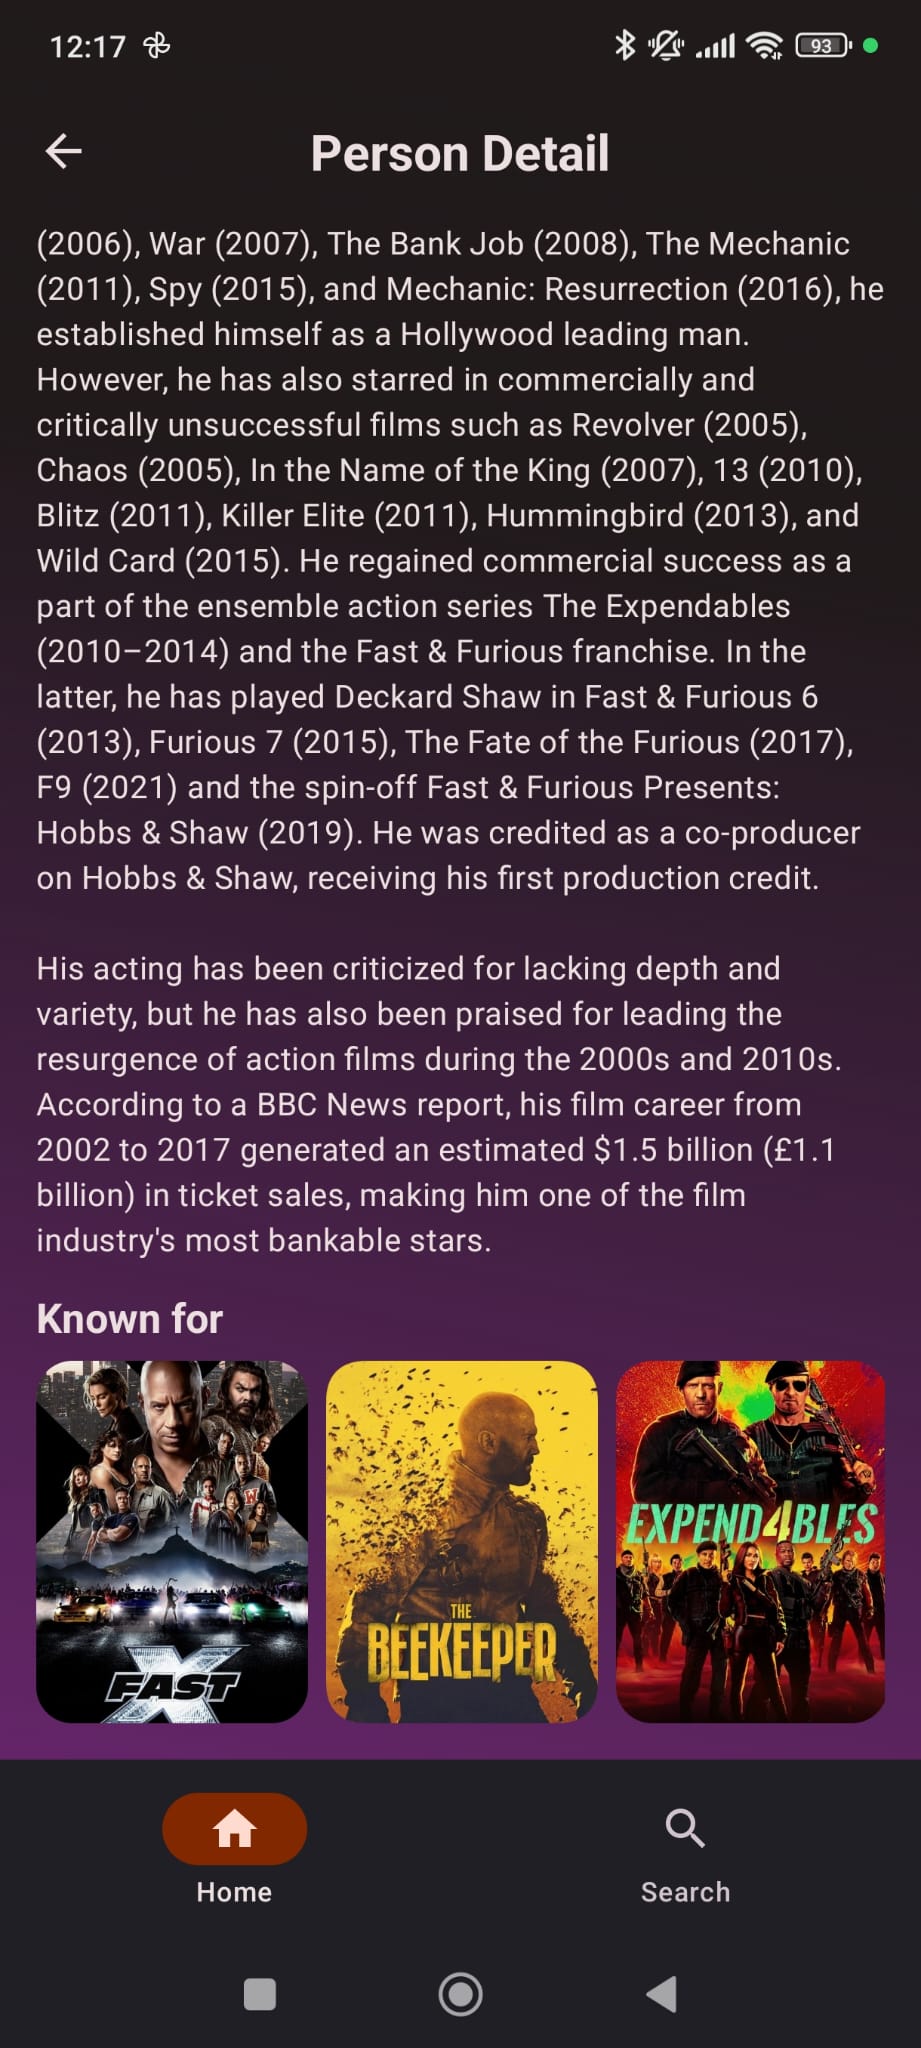 12:17
93
Person Detail
(2006), War (2007), The Bank Job (2008), The Mechanic
(2011), Spy (2015), and Mechanic: Resurrection (2016), he
established himself as a Hollywood leading man.
However, he has also starred in commercially and
critically unsuccessful films such as Revolver (2005),
Chaos (2005), In the Name of the King (2007), 13 (2010),
Blitz (2011), Killer Elite (2011), Hummingbird (2013), and
Wild Card (2015). He regained commercial success as a
part of the ensemble action series The Expendables
(2010–2014) and the Fast & Furious franchise. In the
latter, he has played Deckard Shaw in Fast & Furious 6
(2013), Furious 7 (2015), The Fate of the Furious (2017),
F9 (2021) and the spin-off Fast & Furious Presents:
Hobbs & Shaw (2019). He was credited as a co-producer
on Hobbs & Shaw, receiving his first production credit.
His acting has been criticized for lacking depth and
variety, but he has also been praised for leading the
resurgence of action films during the 2000s and 2010s.
According to a BBC News report, his film career from
2002 to 2017 generated an estimated $1.5 billion (£1.1
billion) in ticket sales, making him one of the film
industry's most bankable stars.
Known for
FAST X
THE
BEEKEEPER
EXPEND4BLES
Home
Search